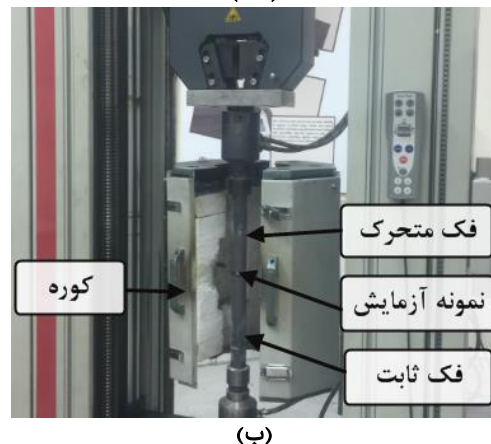 فک متحرک
کوره
نمونه آزمایش
فک ثابت
(ب)